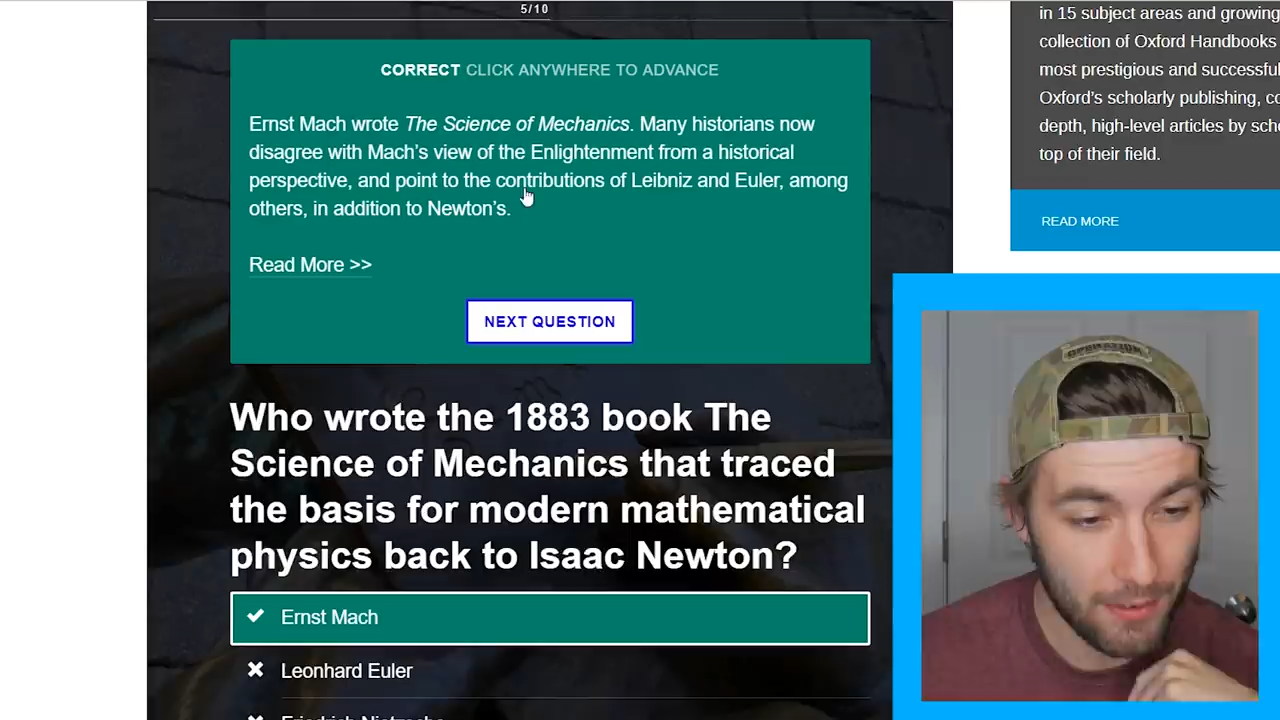 5/10
CORRECT CLICK ANYWHERE TO ADVANCE
Ernst Mach wrote The Science of Mechanics. Many historians now
disagree with Mach's view of the Enlightenment from a historical
perspective, and point to the contributions of Leibniz and Euler, among
others, in addition to Newton's.
Read More >>
NEXT QUESTION
Who wrote the 1883 book The
Science of Mechanics that traced
the basis for modern mathematical
physics back to Isaac Newton?
Ernst Mach
Leonhard Euler
Friedrich Nietzsche
in 15 subject areas and growing
collection of Oxford Handbooks
most prestigious and successful
Oxford's scholarly publishing, co
depth, high-level articles by scho
top of their field.
READ MORE
OPERATION